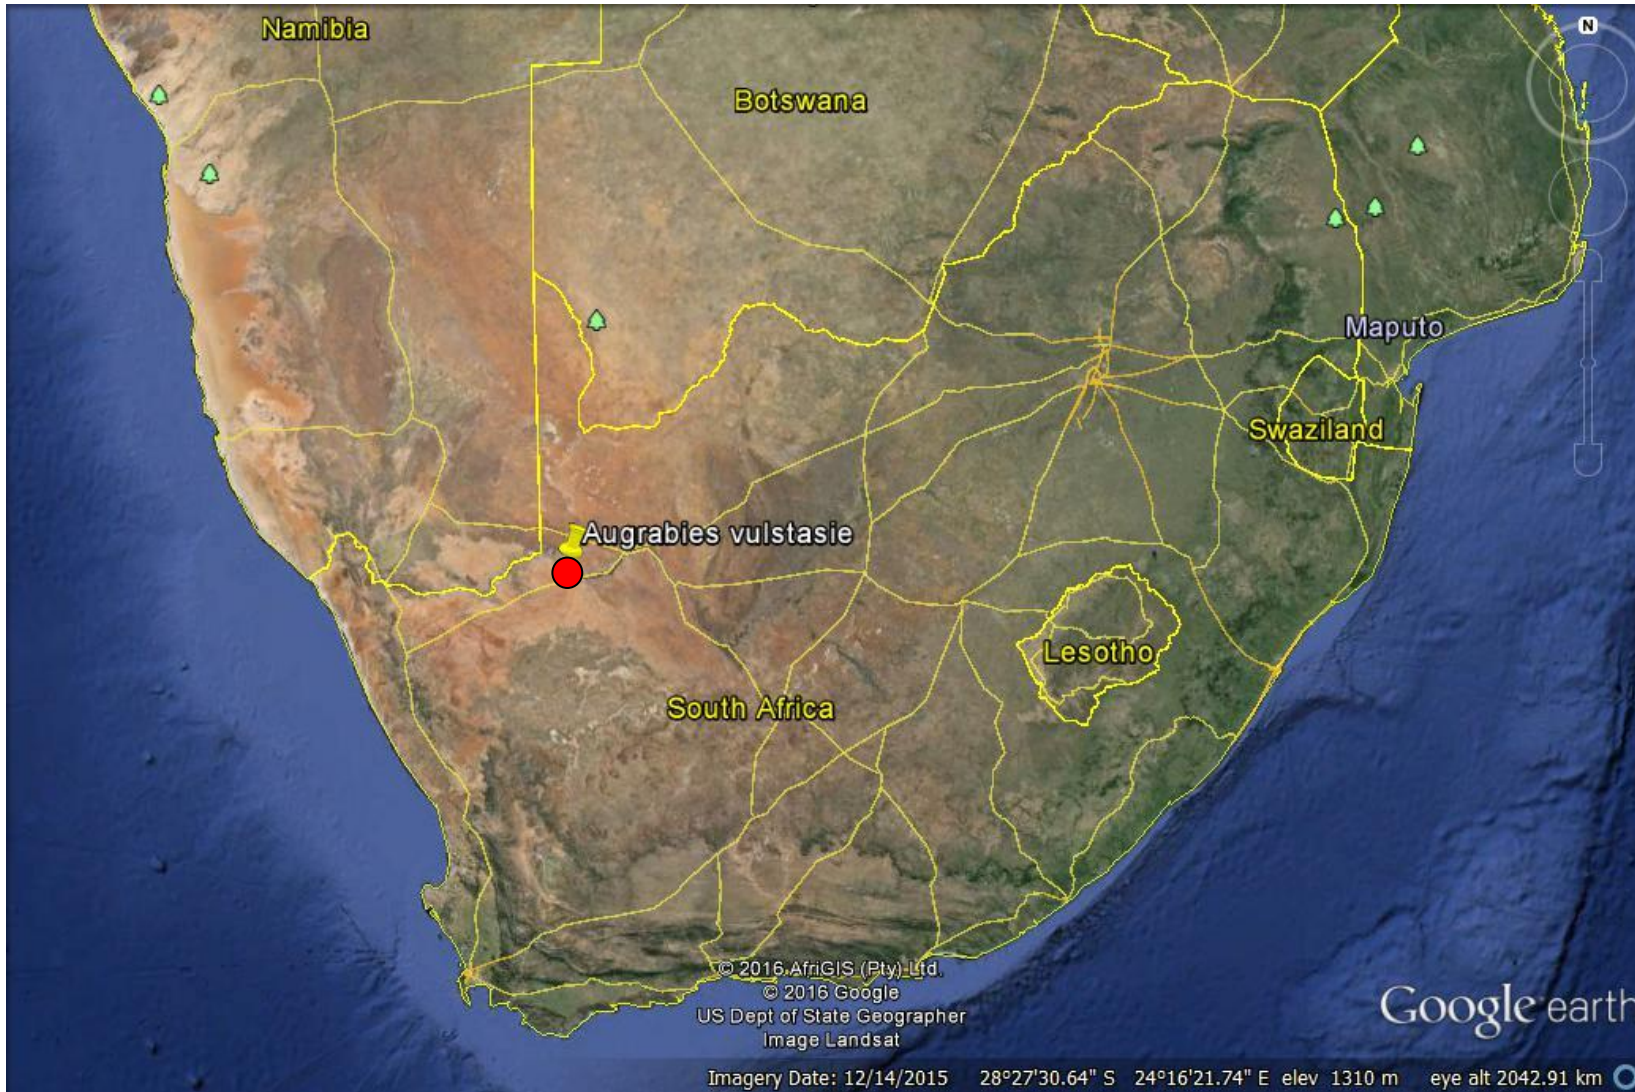 Namibia
N
Botswana
Maputo
Swaziland
Augrabies vulstasie
Lesotho
South Africa
© 2016 AfriGIS (Pty) Ltd.
© 2016 Google
US Dept of State Geographer
Image Landsat
Google earth
Imagery Date: 12/14/2015 28°27'30.64" S 24°16'21.74" E elev 1310 m eye alt 2042.91 km